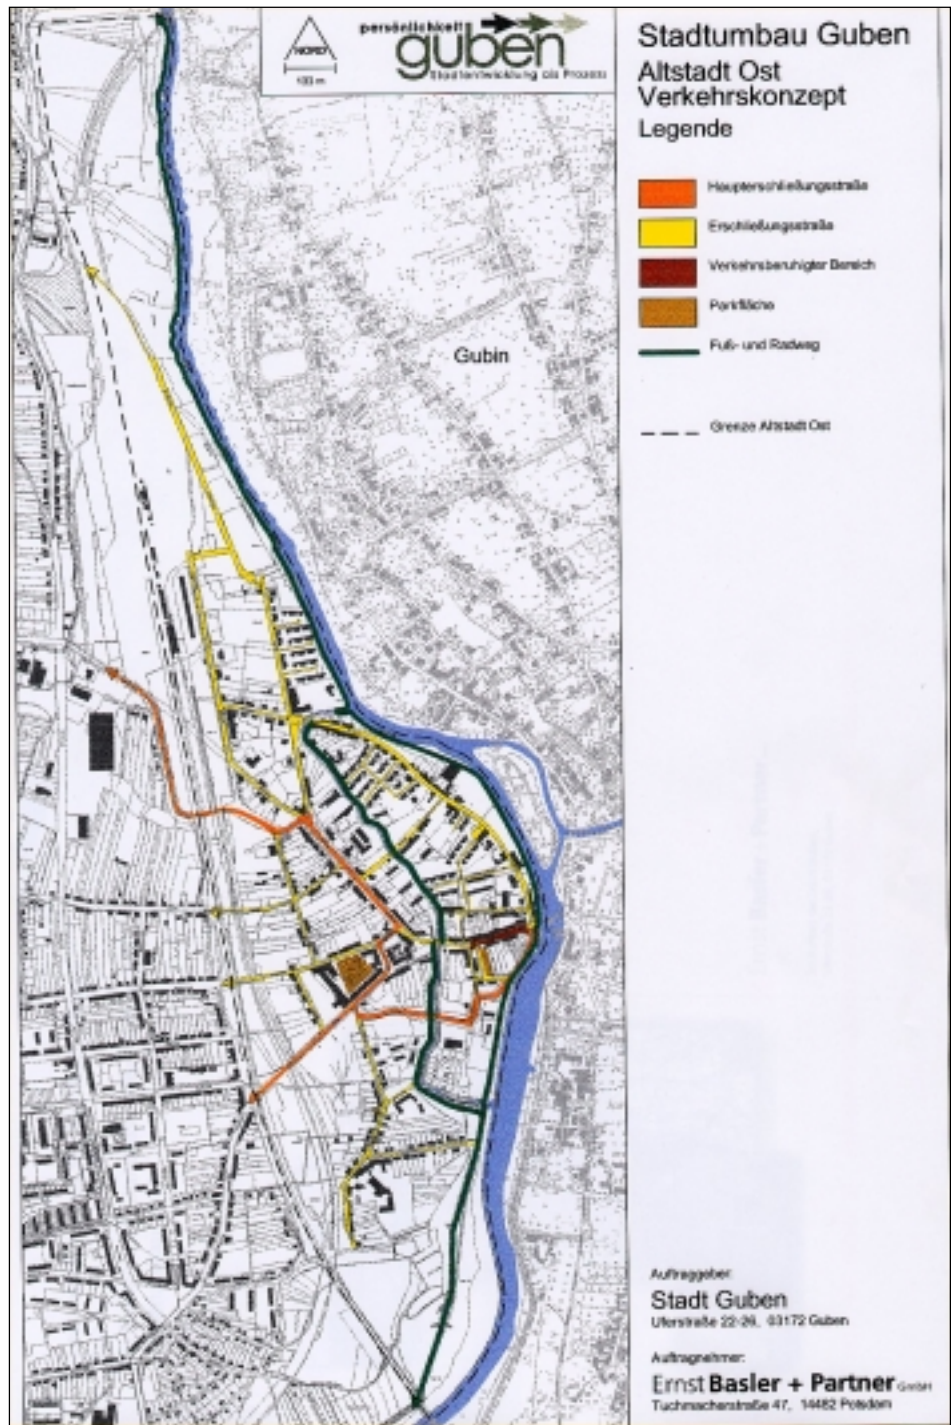 NORD
100 m
persönlichkeit
guben
Stadtentwicklung als Prozess
Stadtumbau Guben
Altstadt Ost
Verkehrskonzept
Legende
Haupterschließungsstraße
Erschließungsstraße
Verkehrsberuhigter Bereich
Parkfläche
Fuß- und Radweg
Grenze Altstadt Ost
Gubin
Auftraggeber:
Stadt Guben
Uferstraße 22-26, 03172 Guben
Auftragnehmer:
Ernst Basler + Partner GmbH
Tuchmacherstraße 47, 14482 Potsdam